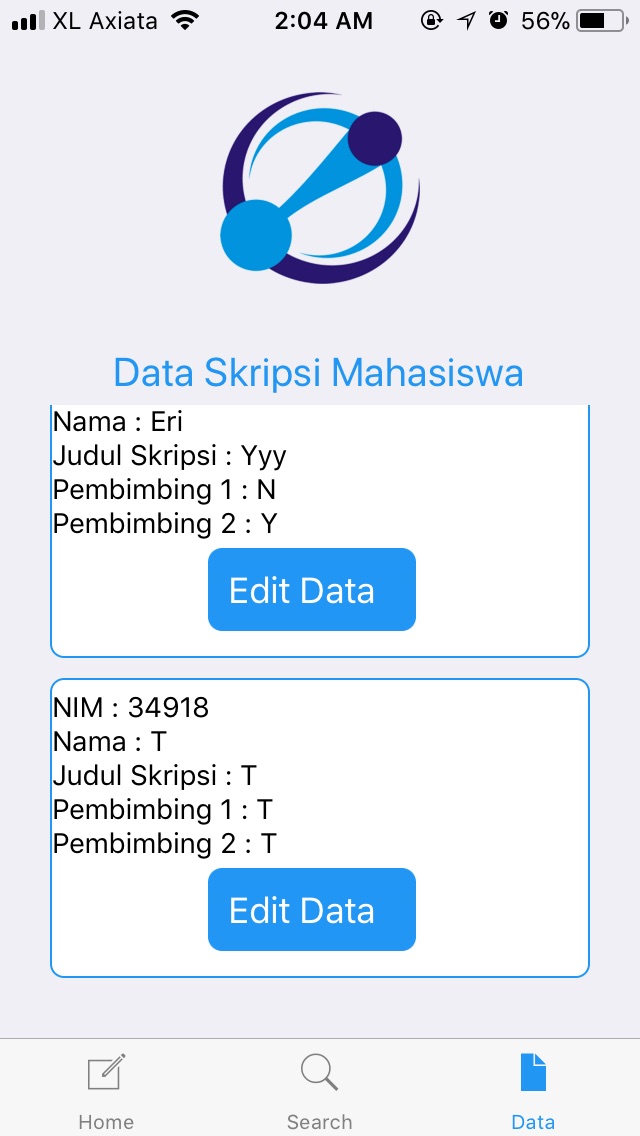 XL Axiata 2:04 AM 56%
Data Skripsi Mahasiswa
Nama : Eri
Judul Skripsi : Yyy
Pembimbing 1 : N
Pembimbing 2 : Y
Edit Data
NIM : 34918
Nama : T
Judul Skripsi : T
Pembimbing 1 : T
Pembimbing 2 : T
Edit Data
Home Search Data